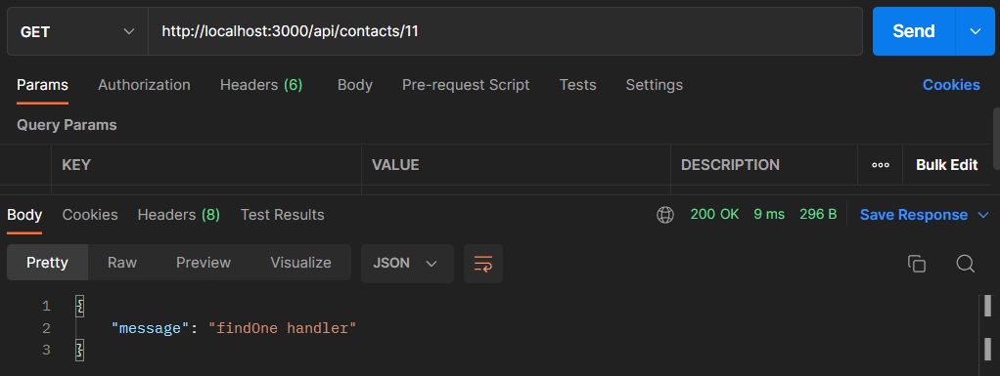 GET http://localhost:3000/api/contacts/11 Send
Params Authorization Headers (6) Body Pre-request Script Tests Settings Cookies
Query Params
KEY VALUE DESCRIPTION ooo Bulk Edit
Body Cookies Headers (8) Test Results 200 OK 9 ms 296 B Save Response
Pretty Raw Preview Visualize JSON
1 {
2 "message": "findOne handler"
3 }